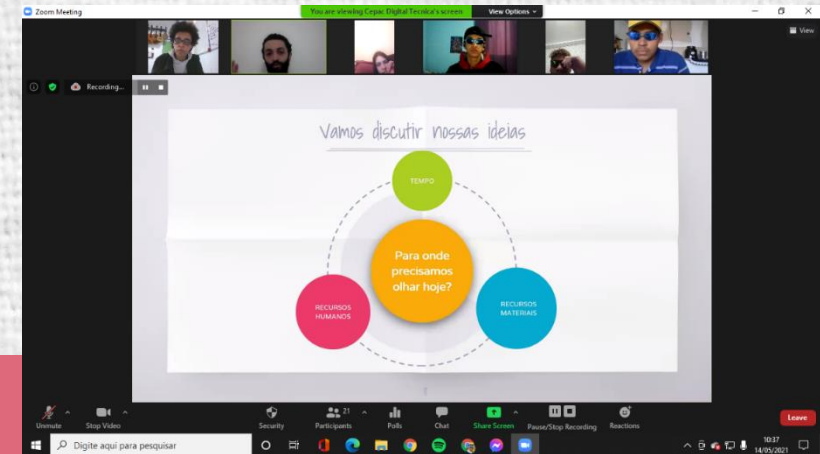 Zoom Meeting
You are viewing Cepac Digital Tecnica's screen
View Options
View
Recording...
Vamos discutir nossas ideias
TEMPO
Para onde
precisamos
olhar hoje?
RECURSOS
HUMANOS
RECURSOS
MATERIAIS
Unmute
Stop Video
Security
21
Participants
Polls
Chat
Share Screen
Pause/Stop Recording
Reactions
Leave
Digite aqui para pesquisar
10:37
14/05/2021